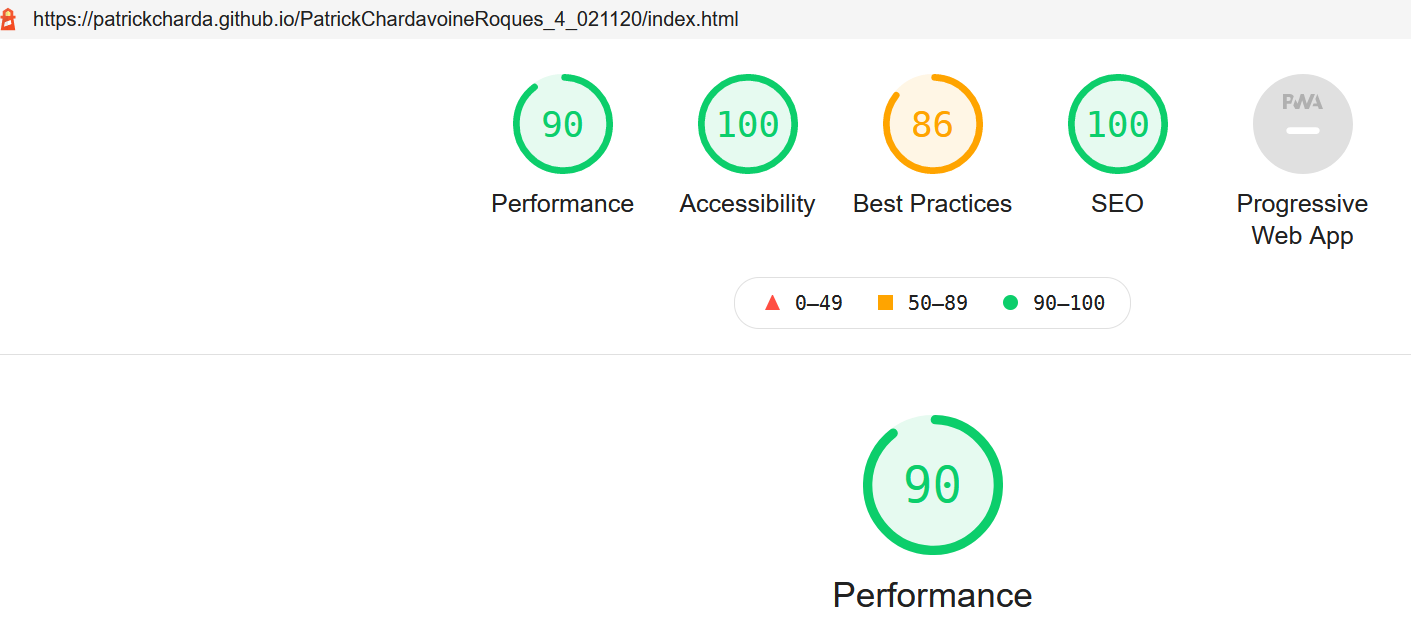 https://patrickcharda.github.io/PatrickChardavoineRoques_4_021120/index.html
90 100 86 100 PWA
Performance Accessibility Best Practices SEO Progressive
Web App
0–49 50–89 90–100
90
Performance